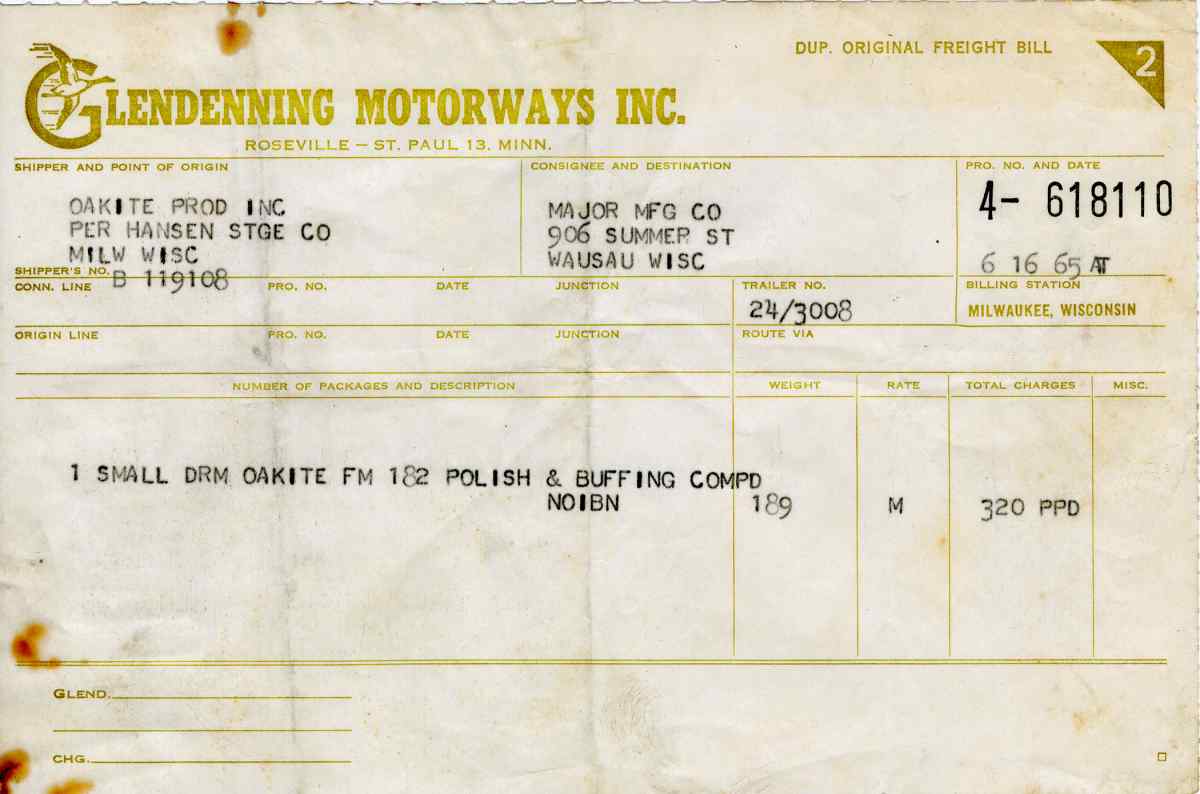 DUP. ORIGINAL FREIGHT BILL
2
GLENDENNING MOTORWAYS INC.
ROSEVILLE – ST. PAUL 13, MINN.
SHIPPER AND POINT OF ORIGIN
OAKITE PROD INC
PER HANSEN STGE CO
MILW WISC
SHIPPER'S NO. B 119108
CONSIGNEE AND DESTINATION
MAJOR MFG CO
906 SUMMER ST
WAUSAU WISC
PRO. NO. AND DATE
4- 618110
6 16 65 AT
CONN. LINE PRO. NO. DATE JUNCTION
TRAILER NO.
24/3008
BILLING STATION
MILWAUKEE, WISCONSIN
ORIGIN LINE PRO. NO. DATE JUNCTION
ROUTE VIA
NUMBER OF PACKAGES AND DESCRIPTION WEIGHT RATE TOTAL CHARGES MISC.
1 SMALL DRM OAKITE FM 182 POLISH & BUFFING COMPD
NOIBN 189 M 320 PPD
GLEND.
CHG.